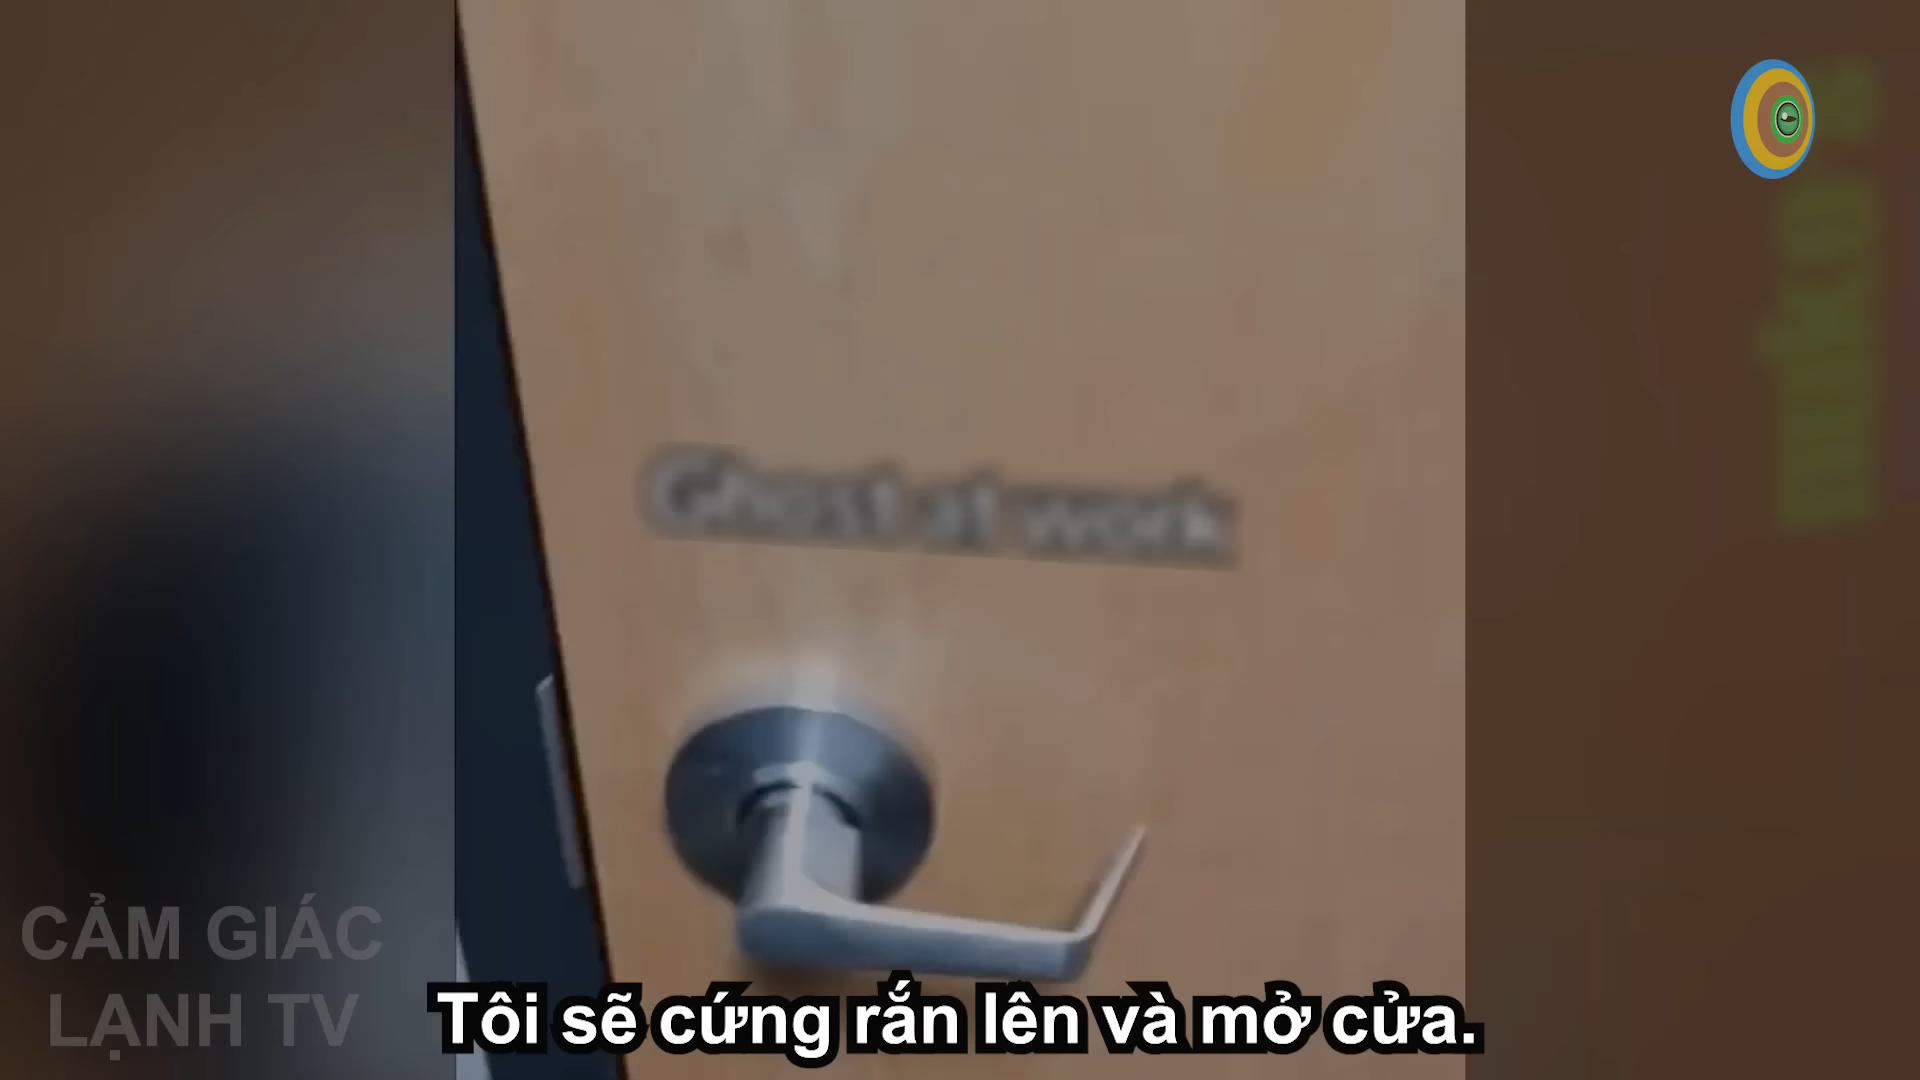 Ghost at work
CẢM GIÁC
LẠNH TV
Tôi sẽ cứng rắn lên và mở cửa.